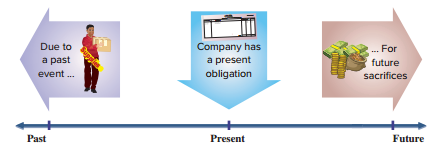 Due to
a past
event ...
Company has
a present
obligation
... For
future
sacrifices
Past
Present
Future